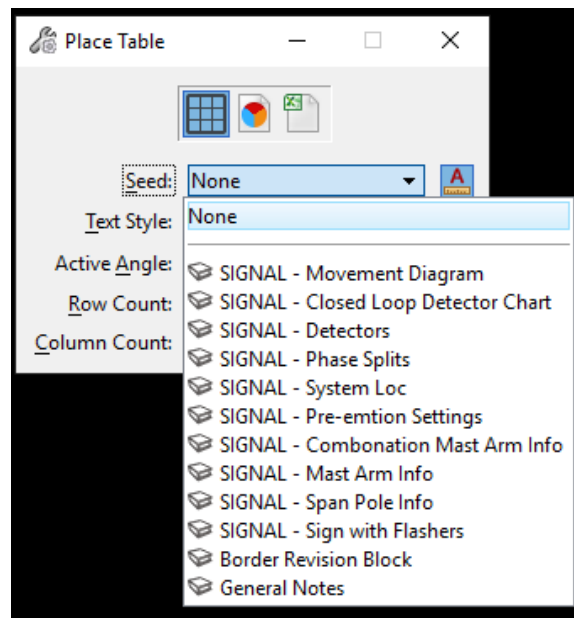 Place Table
Seed: None
A
Text Style: None
Active Angle:
SIGNAL - Movement Diagram
Row Count: SIGNAL - Closed Loop Detector Chart
SIGNAL - Detectors
Column Count: SIGNAL - Phase Splits
SIGNAL - System Loc
SIGNAL - Pre-emtion Settings
SIGNAL - Combonation Mast Arm Info
SIGNAL - Mast Arm Info
SIGNAL - Span Pole Info
SIGNAL - Sign with Flashers
Border Revision Block
General Notes